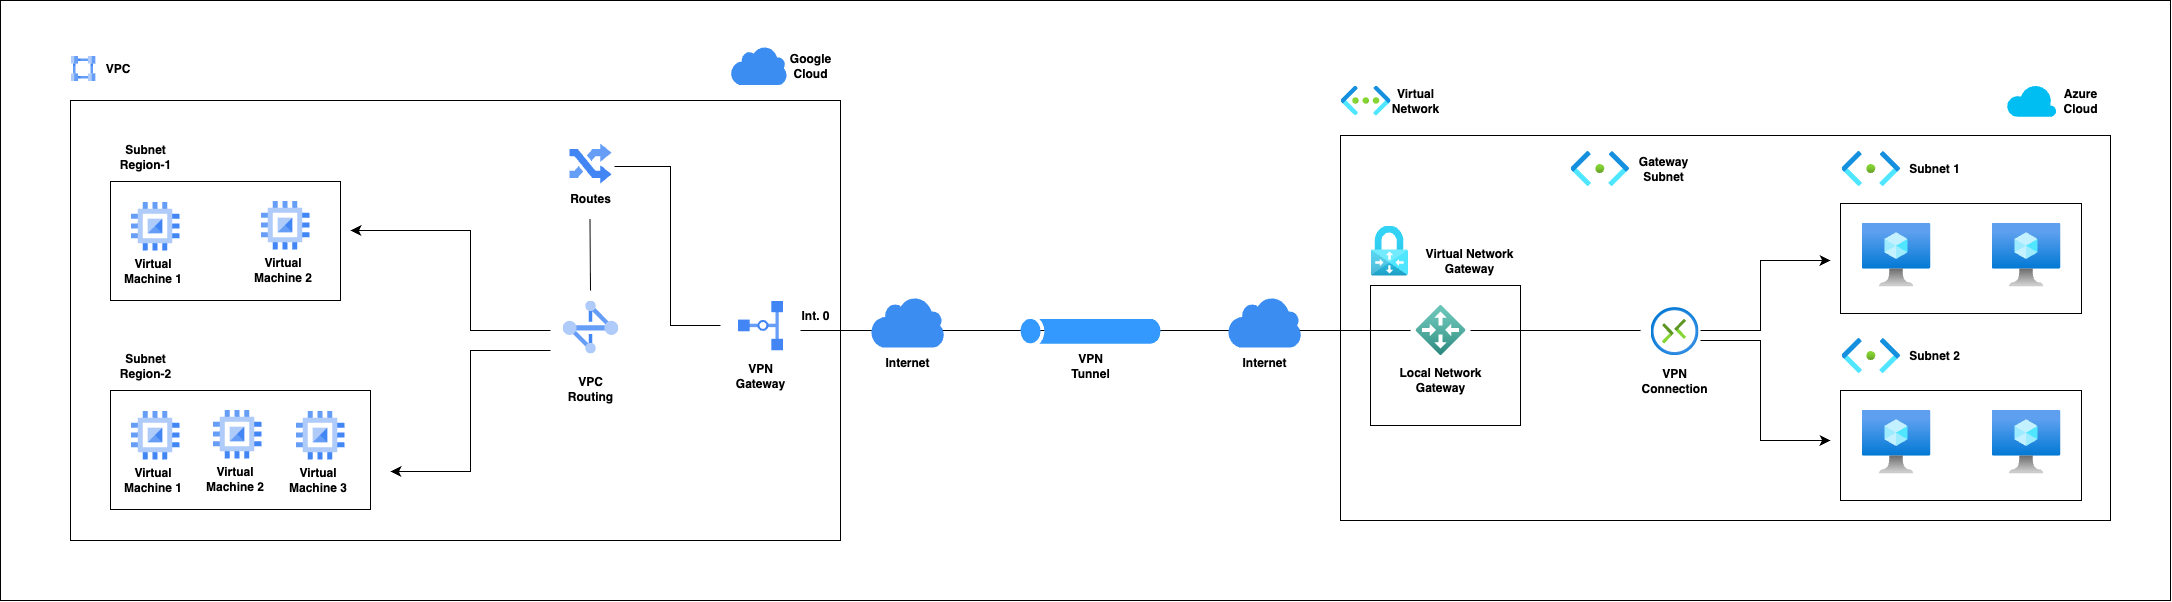 VPC
Google
Cloud
Subnet
Region-1
Virtual
Machine 1
Virtual
Machine 2
Subnet
Region-2
Virtual
Machine 1
Virtual
Machine 2
Virtual
Machine 3
Routes
VPC
Routing
VPN
Gateway
Int. 0
Internet
VPN
Tunnel
Internet
Virtual
Network
Azure
Cloud
Gateway
Subnet
Virtual Network
Gateway
Local Network
Gateway
VPN
Connection
Subnet 1
Subnet 2